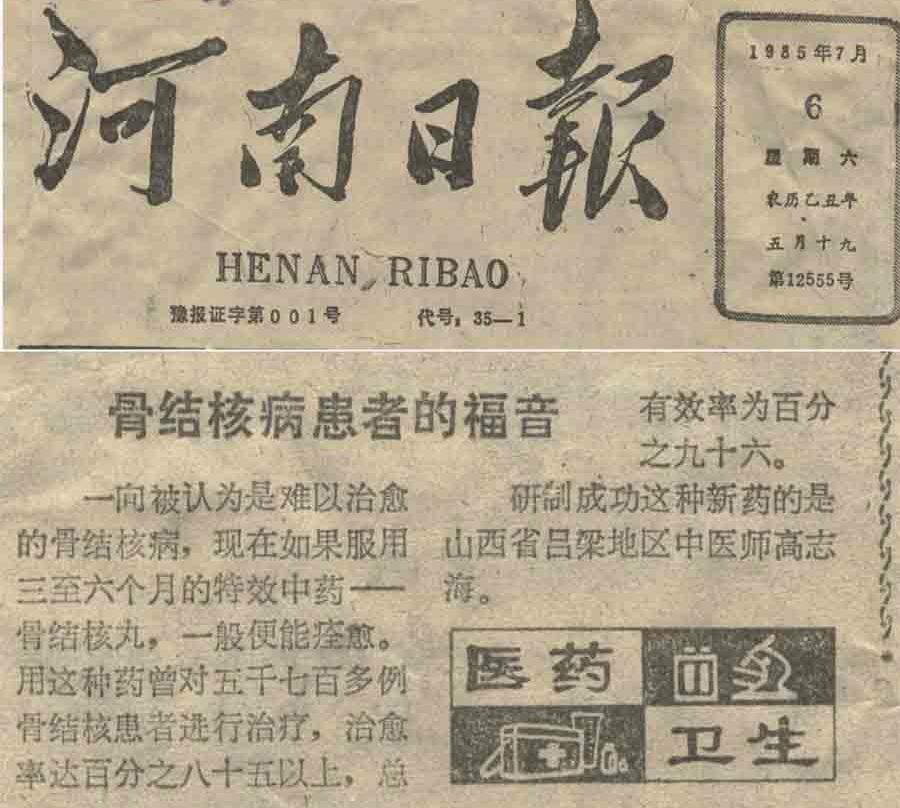 河南日報
HENAN RIBAO
豫报证字第001号 代号：35—1
1985年7月
6
星期六
农历乙丑年
五月十九
第12555号
骨结核病患者的福音
一向被认为是难以治愈
的骨结核病，现在如果服用
三至六个月的特效中药——
骨结核丸，一般便能痊愈。
用这种药曾对五千七百多例
骨结核患者进行治疗，治愈
率达百分之八十五以上，总
有效率为百分
之九十六。
研制成功这种新药的是
山西省吕梁地区中医师高志
海。
医药
卫生